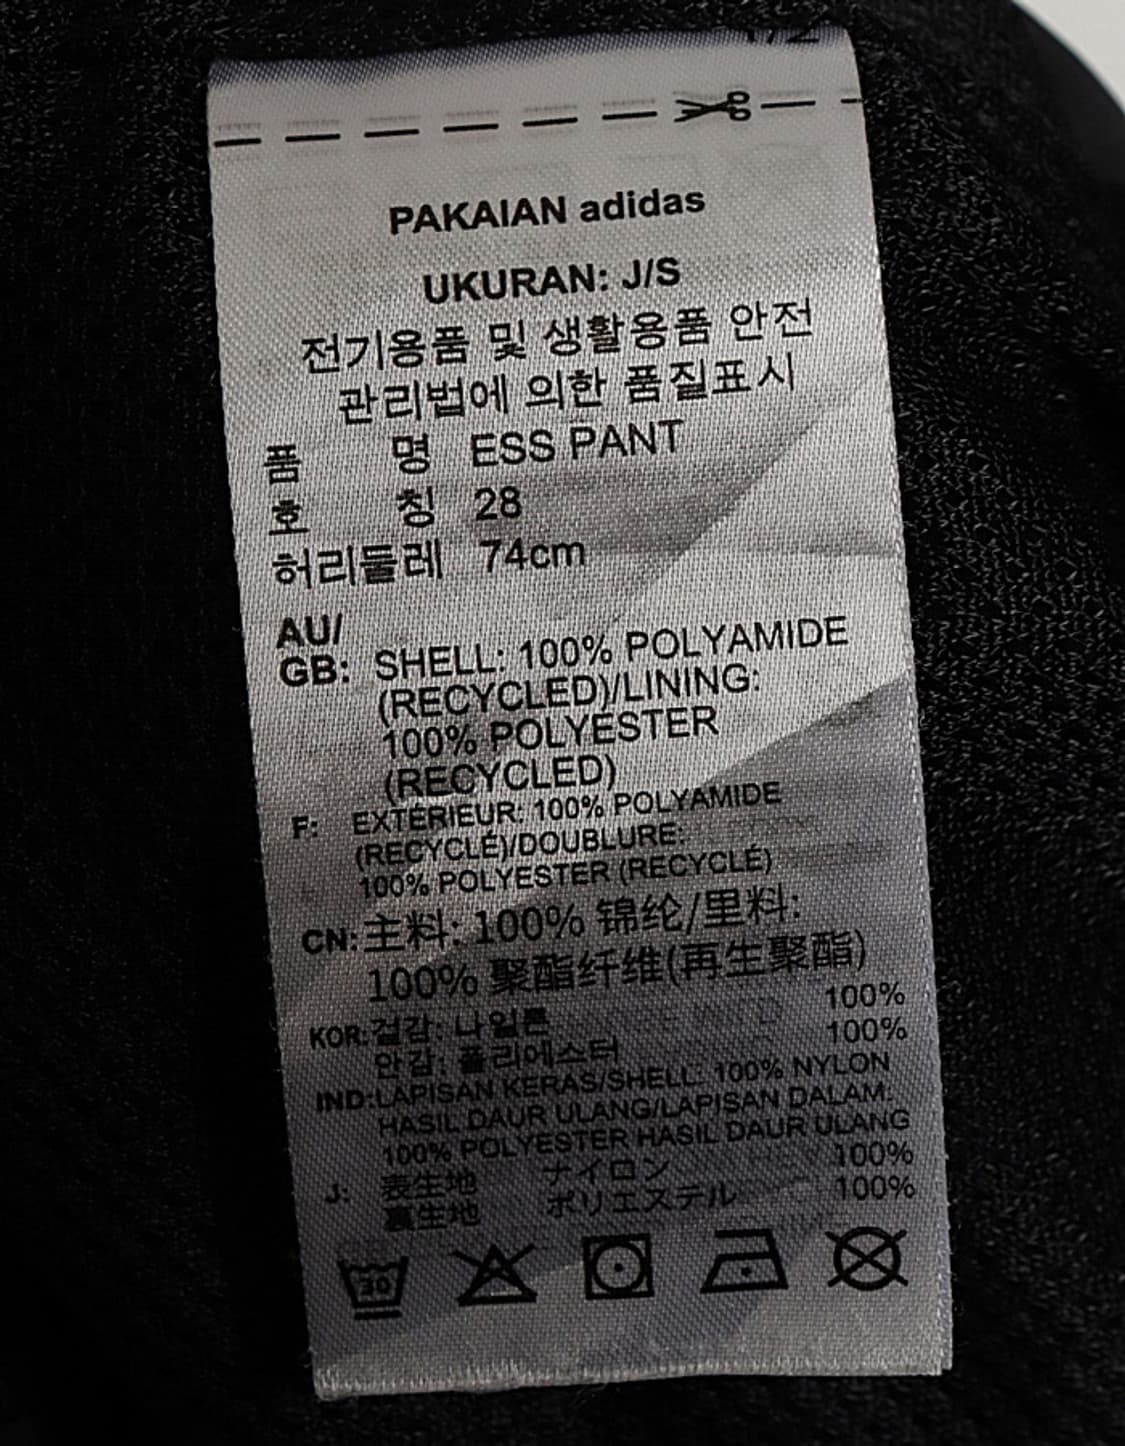 1/2
PAKAIAN adidas
UKURAN: J/S
전기용품 및 생활용품 안전
관리법에 의한 품질표시
품 명 ESS PANT
호 칭 28
허리둘레 74cm
AU/
GB: SHELL: 100% POLYAMIDE
(RECYCLED)/LINING:
100% POLYESTER
(RECYCLED)
F: EXTÉRIEUR: 100% POLYAMIDE
(RECYCLÉ)/DOUBLURE:
100% POLYESTER (RECYCLÉ)
CN: 主料: 100% 锦纶/里料:
100% 聚酯纤维(再生聚酯)
KOR: 겉감: 나일론 100%
안감: 폴리에스터 100%
IND: LAPISAN KERAS/SHELL: 100% NYLON
HASIL DAUR ULANG/LAPISAN DALAM:
100% POLYESTER HASIL DAUR ULANG
J: 表生地 ナイロン 100%
裏生地 ポリエステル 100%
30